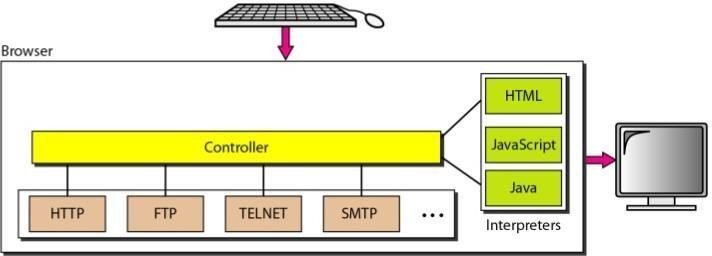 Browser
HTML
Controller
JavaScript
Java
HTTP
FTP
TELNET
SMTP
...
Interpreters